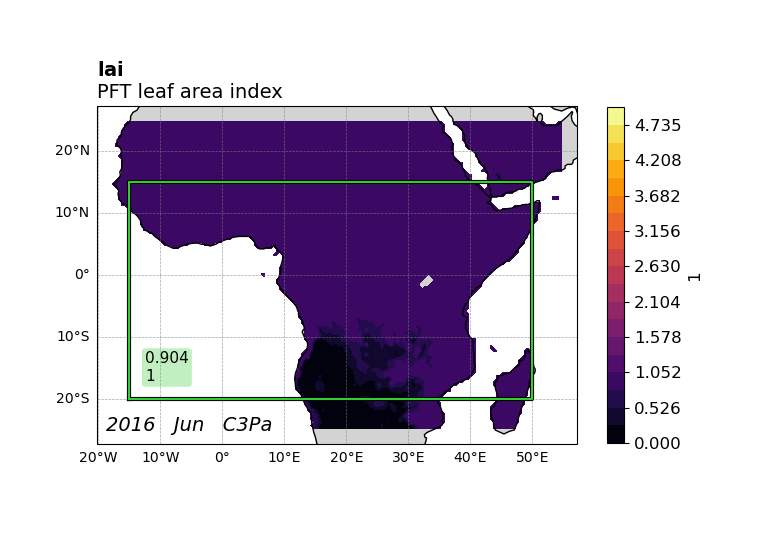 lai
PFT leaf area index
20°N
10°N
0°
10°S
20°S
0.904
1
2016 Jun C3Pa
20°W 10°W 0° 10°E 20°E 30°E 40°E 50°E
4.735
4.208
3.682
3.156
2.630
2.104
1.578
1.052
0.526
0.000
1